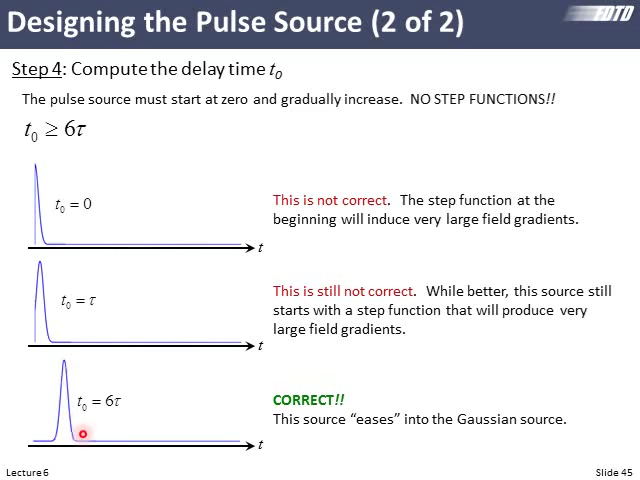 Designing the Pulse Source (2 of 2)
FDTD
Step 4: Compute the delay time t₀
The pulse source must start at zero and gradually increase. NO STEP FUNCTIONS!!
t₀ ≥ 6τ
t₀ = 0
This is not correct. The step function at the
beginning will induce very large field gradients.
t
t₀ = τ
This is still not correct. While better, this source still
starts with a step function that will produce very
large field gradients.
t
t₀ = 6τ
CORRECT!!
This source “eases” into the Gaussian source.
t
Lecture 6
Slide 45